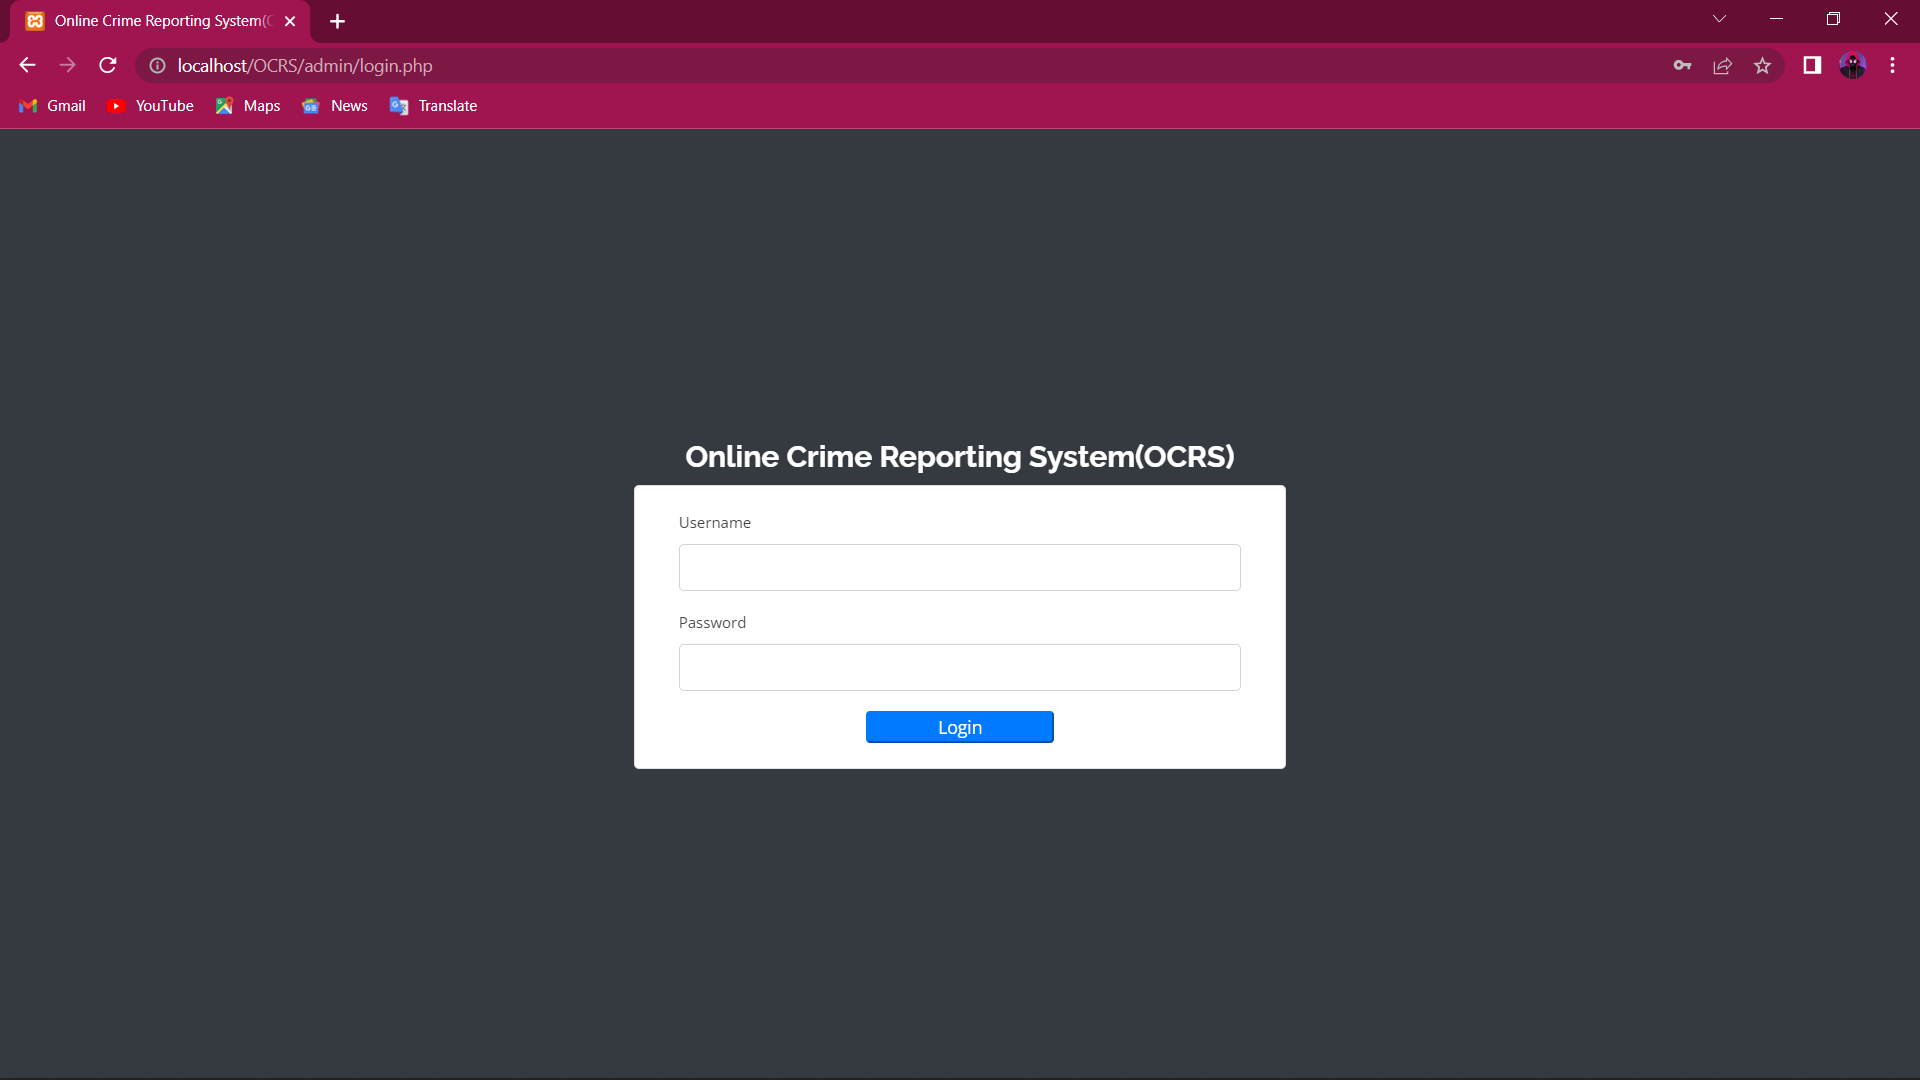 Online Crime Reporting System(
localhost/OCRS/admin/login.php
Gmail YouTube Maps News Translate
Online Crime Reporting System(OCRS)
Username
Password
Login